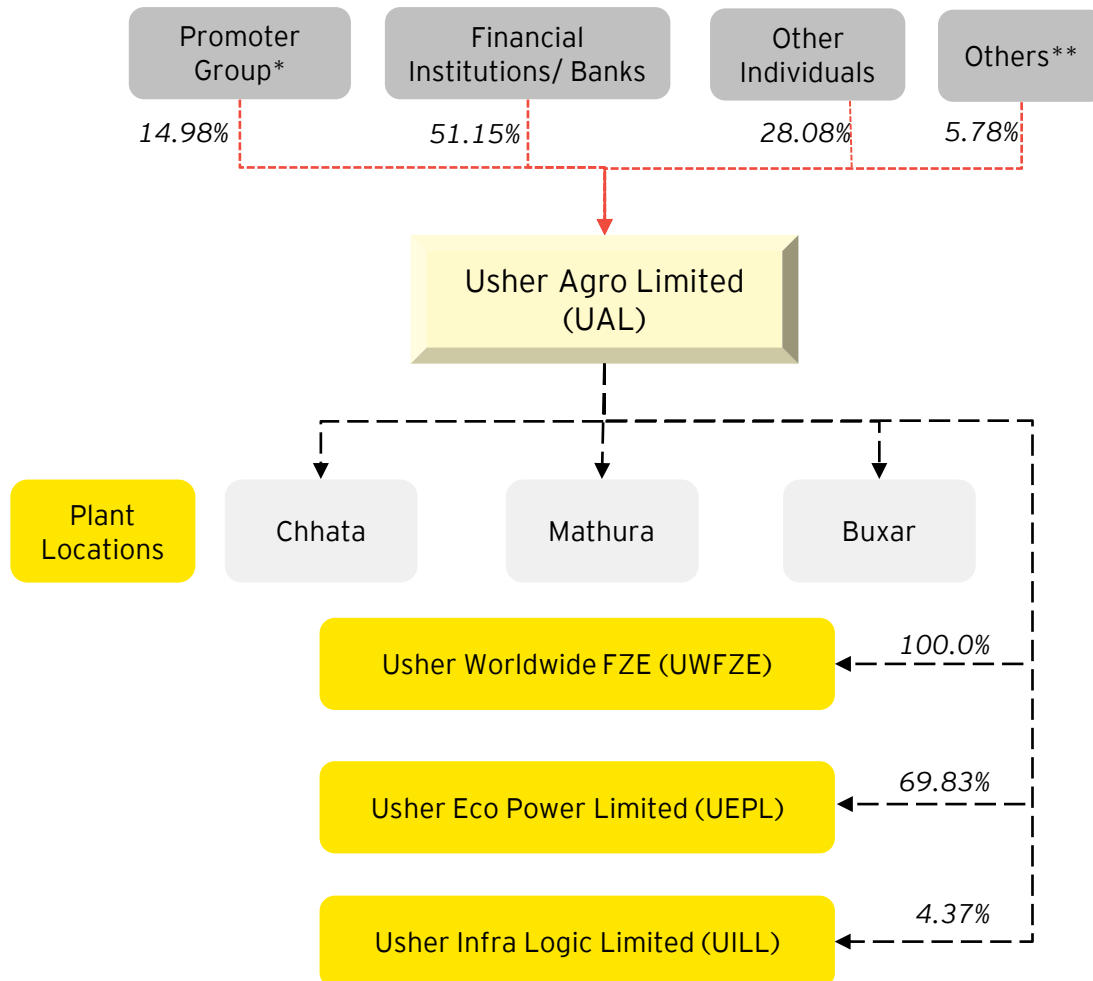 Promoter
Group*
Financial
Institutions/ Banks
Other
Individuals
Others**
14.98%
51.15%
28.08%
5.78%
Usher Agro Limited
(UAL)
Plant
Locations
Chhata
Mathura
Buxar
Usher Worldwide FZE (UWFZE)
100.0%
Usher Eco Power Limited (UEPL)
69.83%
Usher Infra Logic Limited (UILL)
4.37%